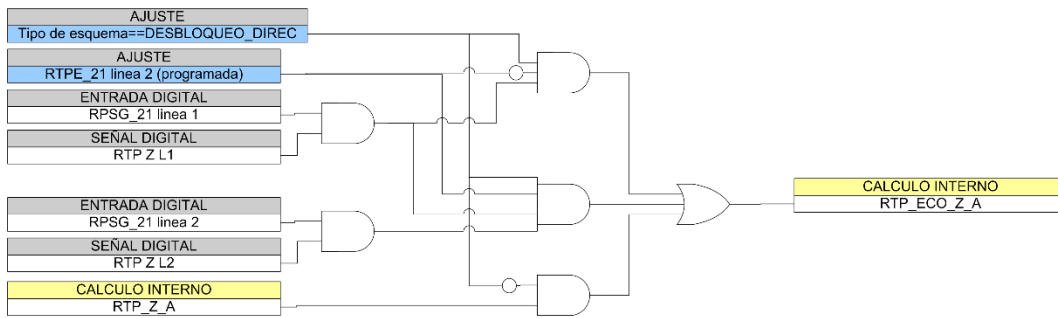 AJUSTE
Tipo de esquema==DESBLOQUEO_DIREC
AJUSTE
RTPE_21 linea 2 (programada)
ENTRADA DIGITAL
RPSG_21 linea 1
SEÑAL DIGITAL
RTP Z L1
ENTRADA DIGITAL
RPSG_21 linea 2
SEÑAL DIGITAL
RTP Z L2
CALCULO INTERNO
RTP_Z_A
CALCULO INTERNO
RTP_ECO_Z_A